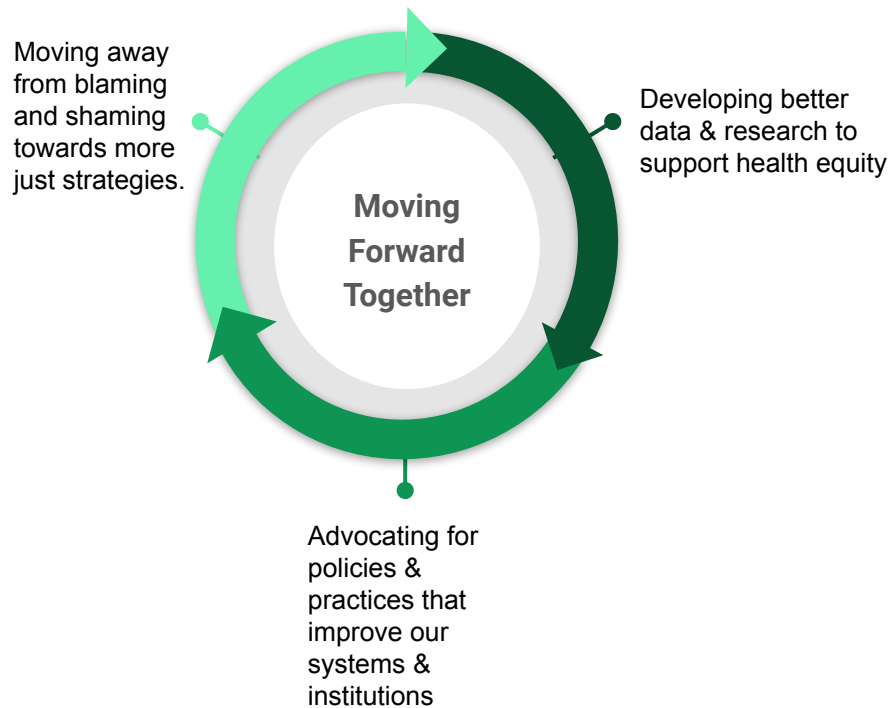 Moving away
from blaming
and shaming
towards more
just strategies.
Developing better
data & research to
support health equity
Moving
Forward
Together
Advocating for
policies &
practices that
improve our
systems &
institutions